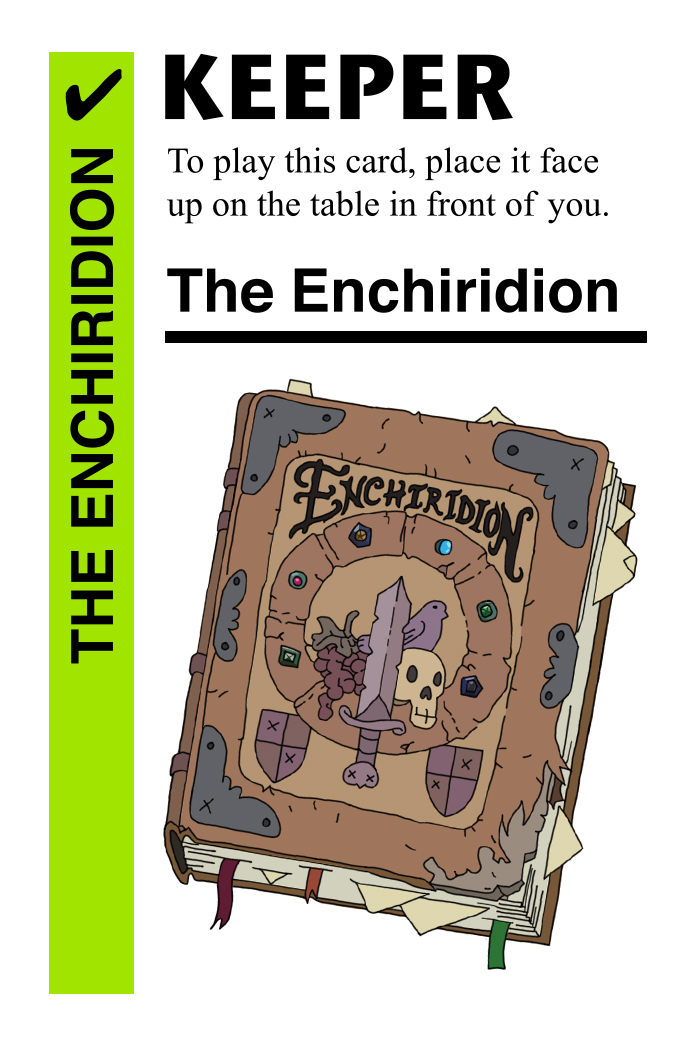 KEEPER
To play this card, place it face
up on the table in front of you.
The Enchiridion
THE ENCHIRIDION
ENCHIRIDION